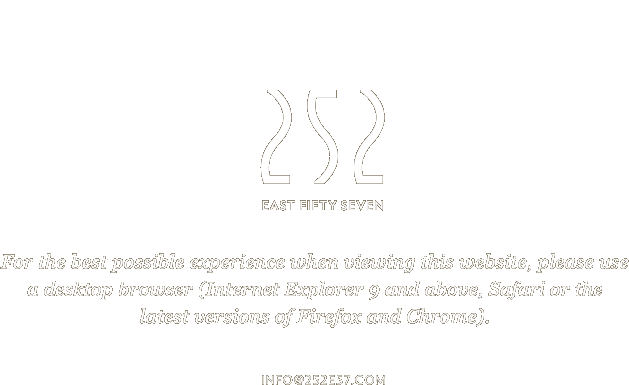 252
EAST FIFTY SEVEN
For the best possible experience when viewing this website, please use
a desktop browser (Internet Explorer 9 and above, Safari or the
latest versions of Firefox and Chrome).
INFO@252E57.COM